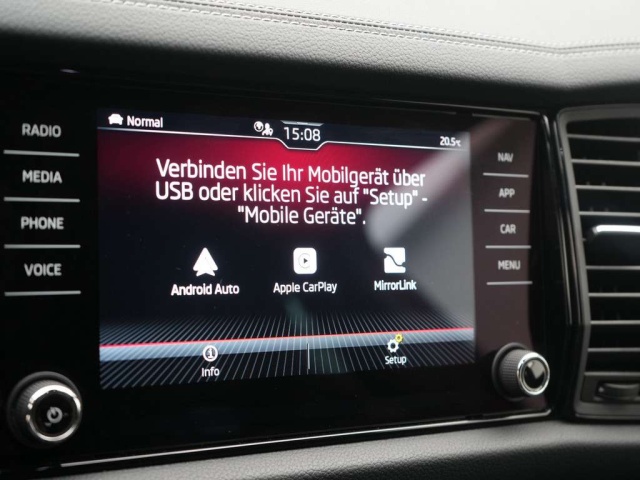 Normal
15:08
20.5°C
RADIO
MEDIA
PHONE
VOICE
Verbinden Sie Ihr Mobilgerät über
USB oder klicken Sie auf "Setup" -
"Mobile Geräte".
Android Auto
Apple CarPlay
MirrorLink
Info
Setup
NAV
APP
CAR
MENU